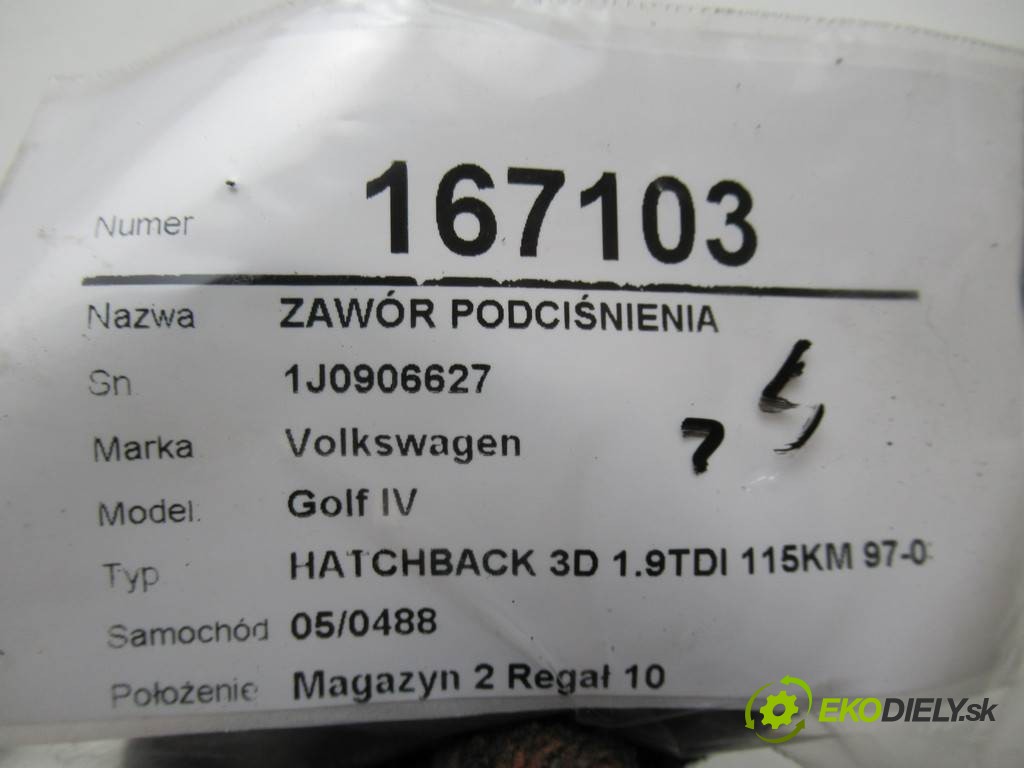 Numer 167103
Nazwa ZAWÓR PODCIŚNIENIA
Sn 1J0906627
Marka Volkswagen
Model: Golf IV
Typ HATCHBACK 3D 1.9TDI 115KM 97-0
Samochód 05/0488
Położenie Magazyn 2 Regał 10
EKODIELY.sk